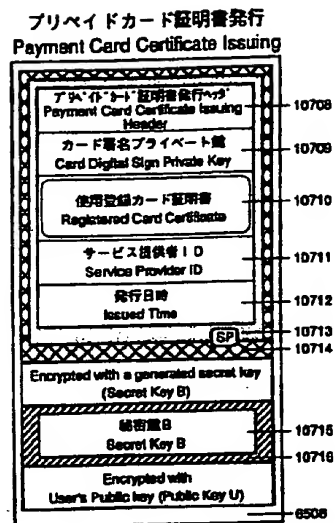 プリペイドカード証明書発行
Payment Card Certificate Issuing
プリペイドカード証明書発行ヘッダ
10708
Payment Card Certificate Issuing
Header
カード署名プライベート鍵
10709
Card Digital Sign Private Key
使用登録カード証明書
10710
Registered Card Certificate
サービス提供者ID
10711
Service Provider ID
発行日時
10712
Issued Time
SP
10713
10714
Encrypted with a generated secret key
(Secret Key B)
秘密鍵B
10715
Secret Key B
10716
Encrypted with
User's Public key (Public Key U)
6508